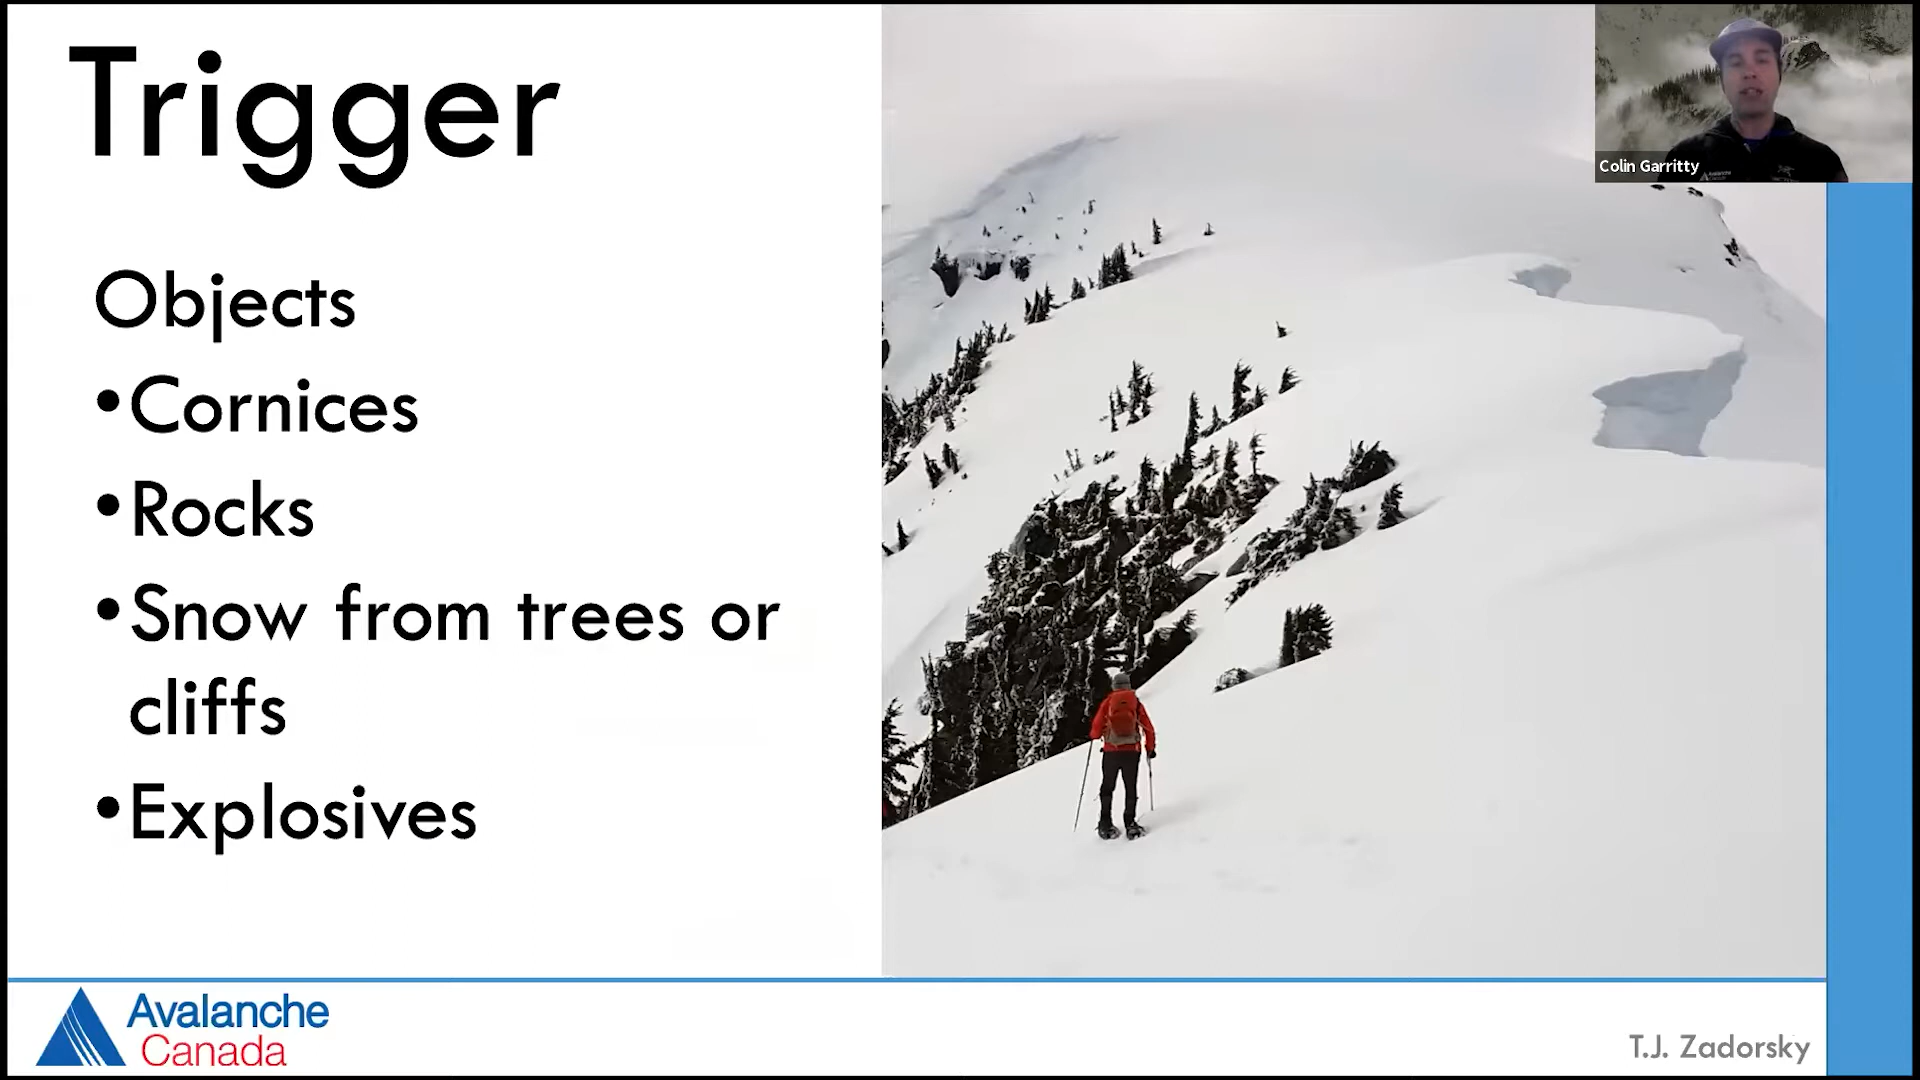 Trigger
Objects
•Cornices
•Rocks
•Snow from trees or
cliffs
•Explosives
Colin Garritty
Avalanche
Canada
T.J. Zadorsky